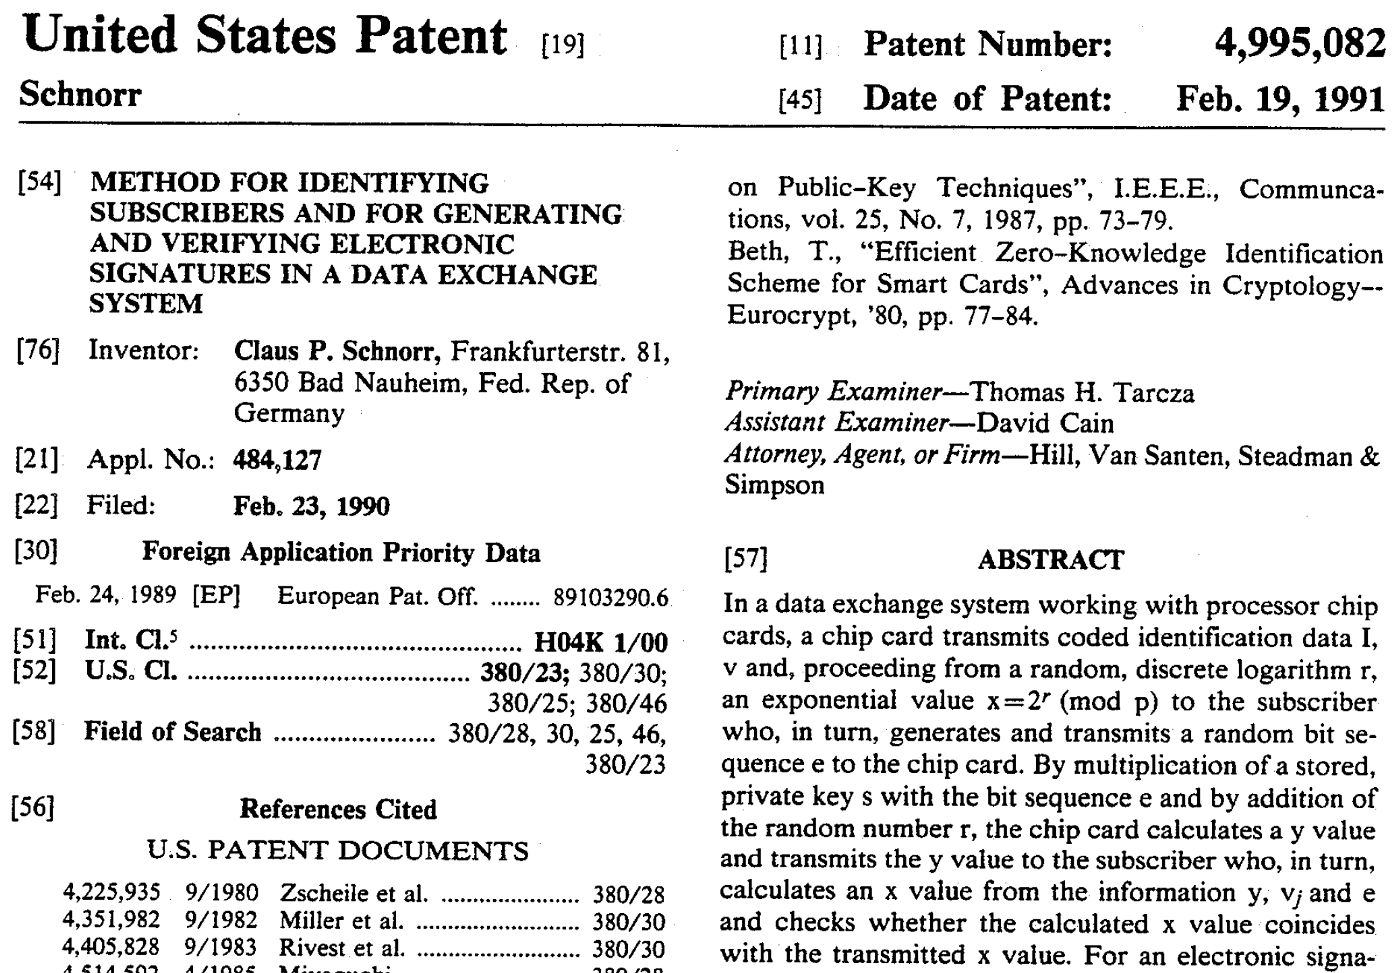 United States Patent [19]
[11] Patent Number: 4,995,082
Schnorr
[45] Date of Patent: Feb. 19, 1991
[54] METHOD FOR IDENTIFYING
SUBSCRIBERS AND FOR GENERATING
AND VERIFYING ELECTRONIC
SIGNATURES IN A DATA EXCHANGE
SYSTEM
[76] Inventor: Claus P. Schnorr, Frankfurterstr. 81,
6350 Bad Nauheim, Fed. Rep. of
Germany
[21] Appl. No.: 484,127
[22] Filed: Feb. 23, 1990
[30] Foreign Application Priority Data
Feb. 24, 1989 [EP] European Pat. Off. ........ 89103290.6
[51] Int. Cl.⁵ ............................................... H04K 1/00
[52] U.S. Cl. ....................................... 380/23; 380/30;
380/25; 380/46
[58] Field of Search ....................... 380/28, 30, 25, 46,
380/23
[56] References Cited
U.S. PATENT DOCUMENTS
4,225,935 9/1980 Zscheile et al. ....................... 380/28
4,351,982 9/1982 Miller et al. ........................... 380/30
4,405,828 9/1983 Rivest et al. ........................... 380/30
on Public-Key Techniques”, I.E.E.E., Communca-
tions, vol. 25, No. 7, 1987, pp. 73-79.
Beth, T., “Efficient Zero-Knowledge Identification
Scheme for Smart Cards”, Advances in Cryptology--
Eurocrypt, ’80, pp. 77-84.
Primary Examiner—Thomas H. Tarcza
Assistant Examiner—David Cain
Attorney, Agent, or Firm—Hill, Van Santen, Steadman &
Simpson
[57] ABSTRACT
In a data exchange system working with processor chip
cards, a chip card transmits coded identification data I,
v and, proceeding from a random, discrete logarithm r,
an exponential value x=2ʳ (mod p) to the subscriber
who, in turn, generates and transmits a random bit se-
quence e to the chip card. By multiplication of a stored,
private key s with the bit sequence e and by addition of
the random number r, the chip card calculates a y value
and transmits the y value to the subscriber who, in turn,
calculates an x value from the information y, vⱼ and e
and checks whether the calculated x value coincides
with the transmitted x value. For an electronic signa-